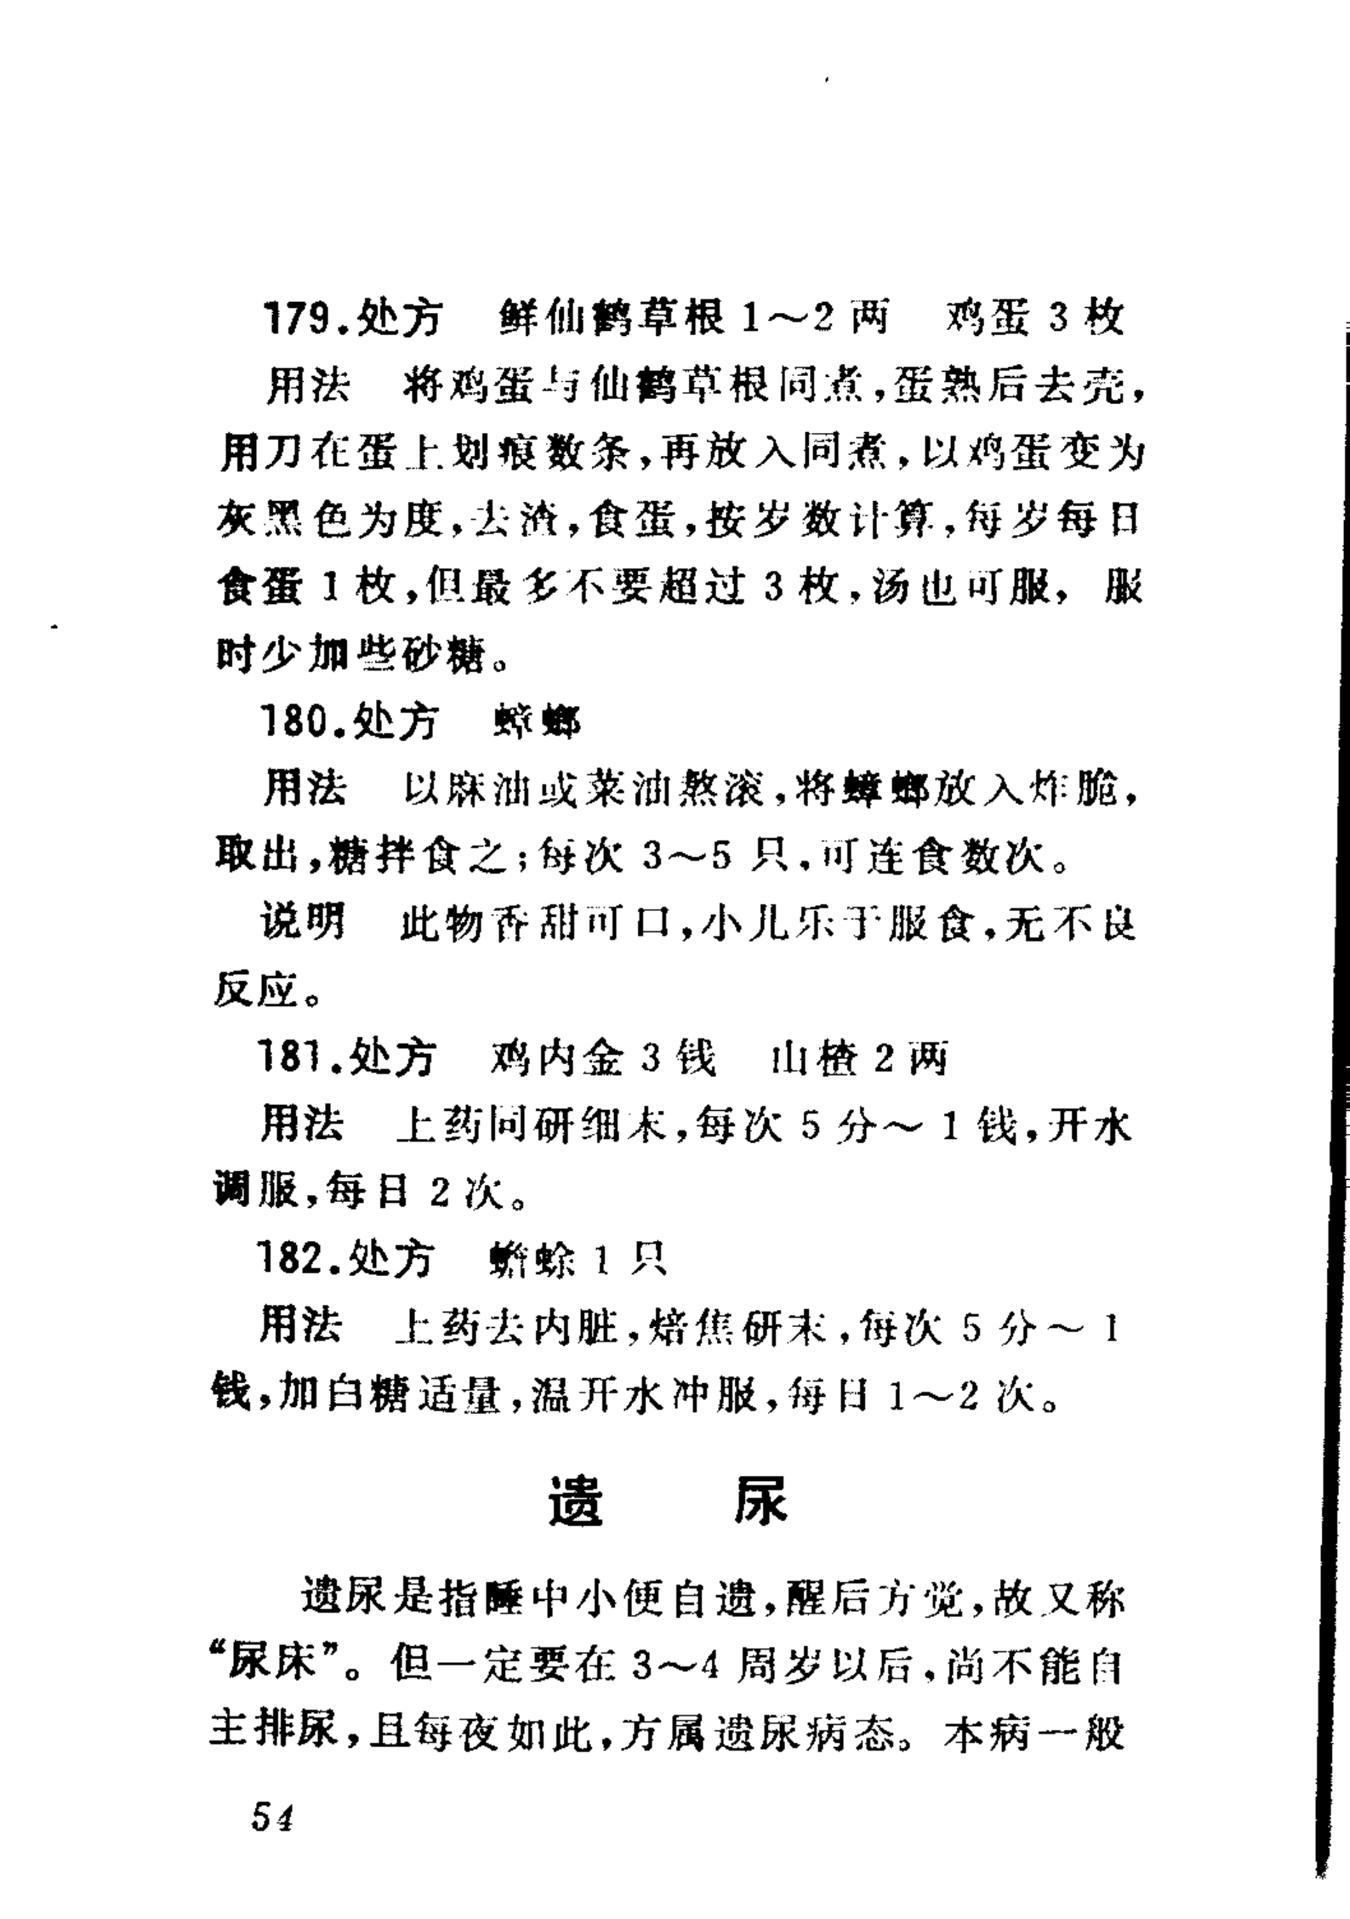 179.处方　鲜仙鹤草根 1～2 两　鸡蛋 3 枚
用法　将鸡蛋与仙鹤草根同煮,蛋熟后去壳,
用刀在蛋上划痕数条,再放入同煮,以鸡蛋变为
灰黑色为度,去渣,食蛋,按岁数计算,每岁每日
食蛋 1 枚,但最多不要超过 3 枚,汤也可服,服
时少加些砂糖。
180.处方　蟑螂
用法　以麻油或菜油熬滚,将蟑螂放入炸脆,
取出,糖拌食之;每次 3～5 只,可连食数次。
说明　此物香甜可口,小儿乐于服食,无不良
反应。
181.处方　鸡内金 3 钱　山楂 2 两
用法　上药同研细末,每次 5 分～ 1 钱,开水
调服,每日 2 次。
182.处方　蟾蜍 1 只
用法　上药去内脏,焙焦研末,每次 5 分～ 1
钱,加白糖适量,温开水冲服,每日 1～2 次。
遗　尿
遗尿是指睡中小便自遗,醒后方觉,故又称
“尿床”。但一定要在 3～4 周岁以后,尚不能自
主排尿,且每夜如此,方属遗尿病态。本病一般
54